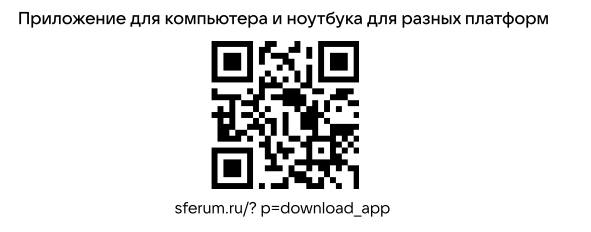 Приложение для компьютера и ноутбука для разных платформ
sferum.ru/? p=download_app